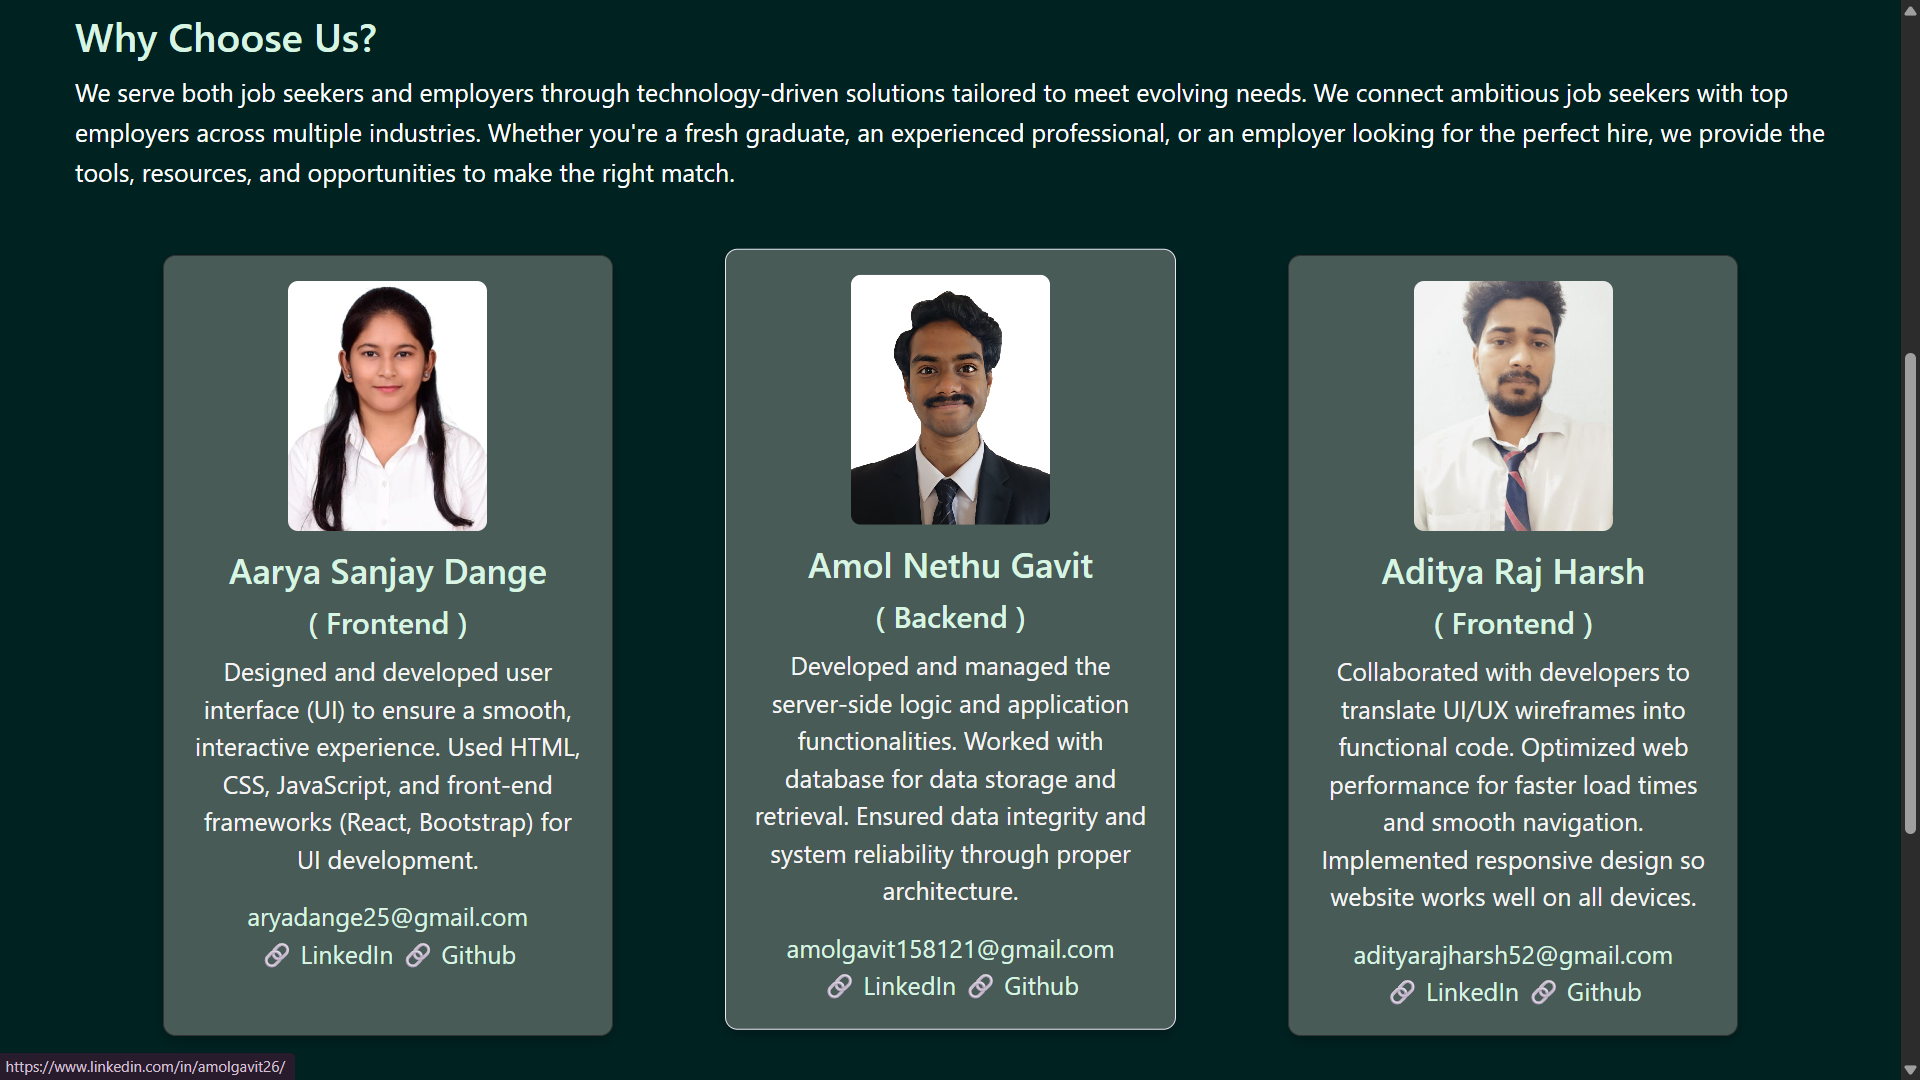 Why Choose Us?
We serve both job seekers and employers through technology-driven solutions tailored to meet evolving needs. We connect ambitious job seekers with top
employers across multiple industries. Whether you're a fresh graduate, an experienced professional, or an employer looking for the perfect hire, we provide the
tools, resources, and opportunities to make the right match.
Aarya Sanjay Dange
( Frontend )
Designed and developed user
interface (UI) to ensure a smooth,
interactive experience. Used HTML,
CSS, JavaScript, and front-end
frameworks (React, Bootstrap) for
UI development.
aryadange25@gmail.com
🔗 LinkedIn 🔗 Github
Amol Nethu Gavit
( Backend )
Developed and managed the
server-side logic and application
functionalities. Worked with
database for data storage and
retrieval. Ensured data integrity and
system reliability through proper
architecture.
amolgavit158121@gmail.com
🔗 LinkedIn 🔗 Github
Aditya Raj Harsh
( Frontend )
Collaborated with developers to
translate UI/UX wireframes into
functional code. Optimized web
performance for faster load times
and smooth navigation.
Implemented responsive design so
website works well on all devices.
adityarajharsh52@gmail.com
🔗 LinkedIn 🔗 Github
https://www.linkedin.com/in/amolgavit26/